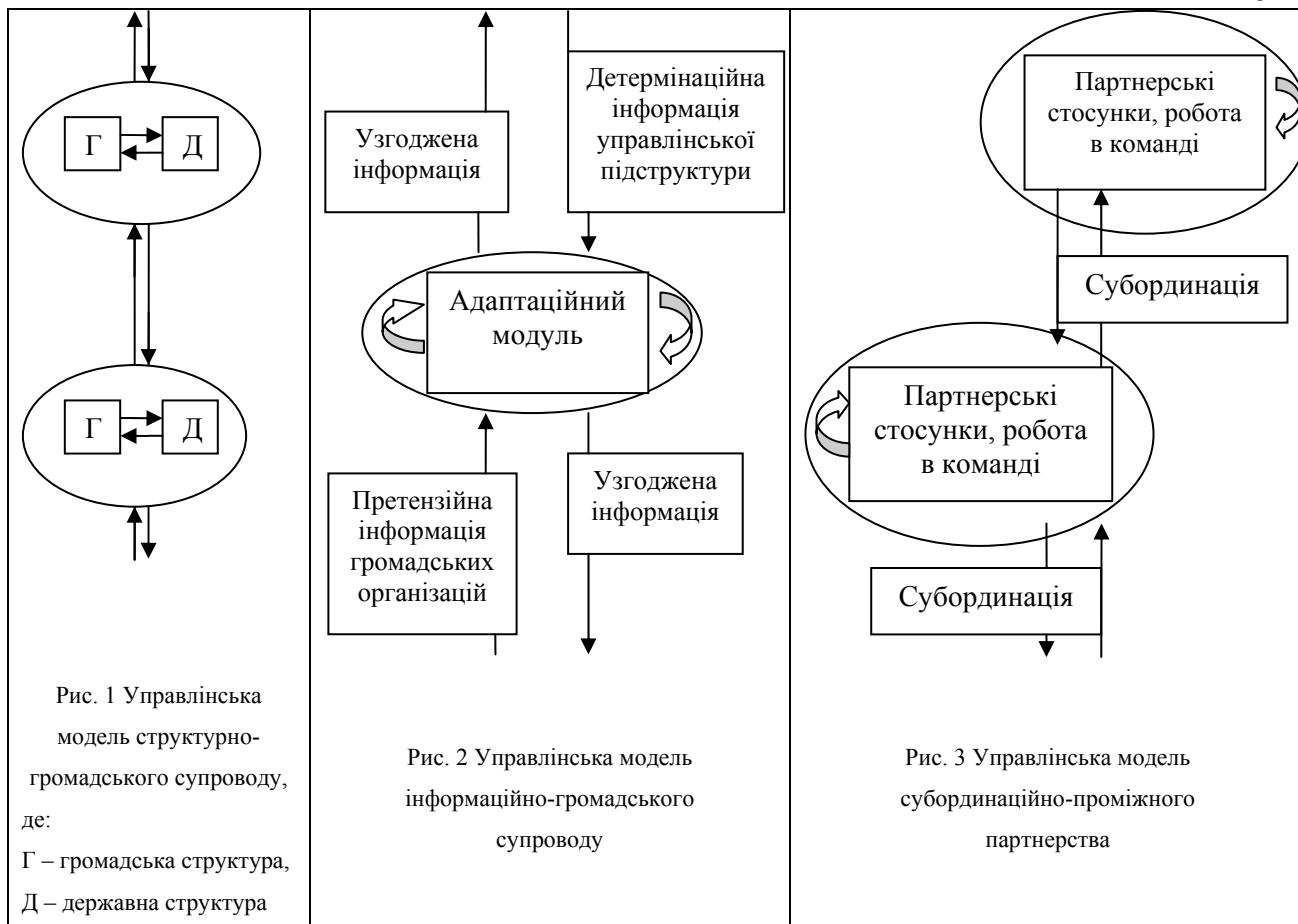 Г
Д
Г
Д
Рис. 1 Управлінська
модель структурно-
громадського супроводу,
де:
Г – громадська структура,
Д – державна структура
Узгоджена
інформація
Детермінаційна
інформація
управлінської
підструктури
Адаптаційний
модуль
Претензійна
інформація
громадських
організацій
Узгоджена
інформація
Рис. 2 Управлінська модель
інформаційно-громадського
супроводу
Партнерські
стосунки, робота
в команді
Субординація
Партнерські
стосунки, робота
в команді
Субординація
Рис. 3 Управлінська модель
субординаційно-проміжного
партнерства